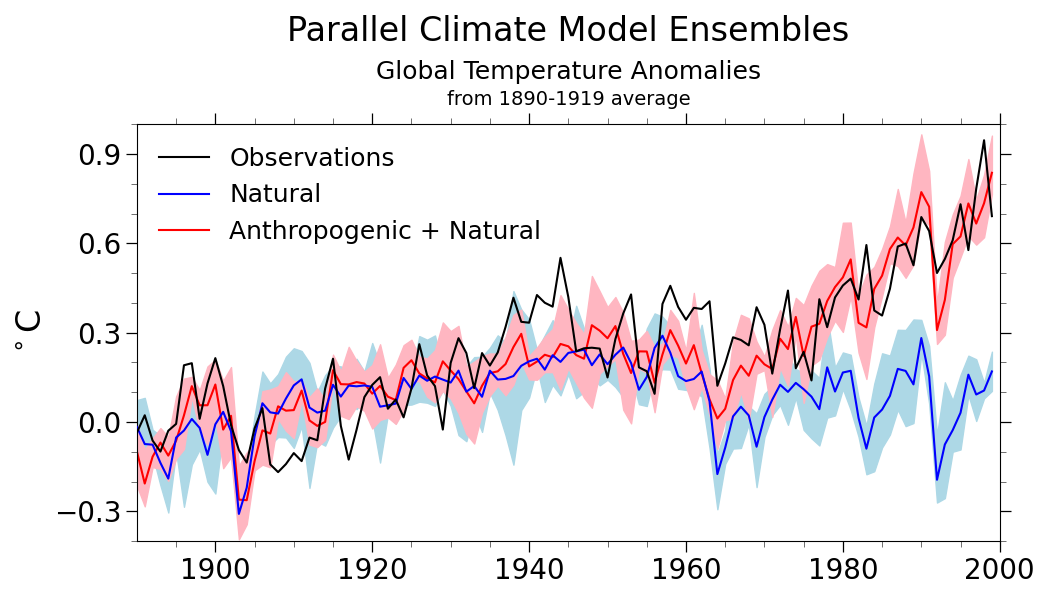 Parallel Climate Model Ensembles
Global Temperature Anomalies
from 1890-1919 average
Observations
Natural
Anthropogenic + Natural
°C
0.9
0.6
0.3
0.0
−0.3
1900 1920 1940 1960 1980 2000